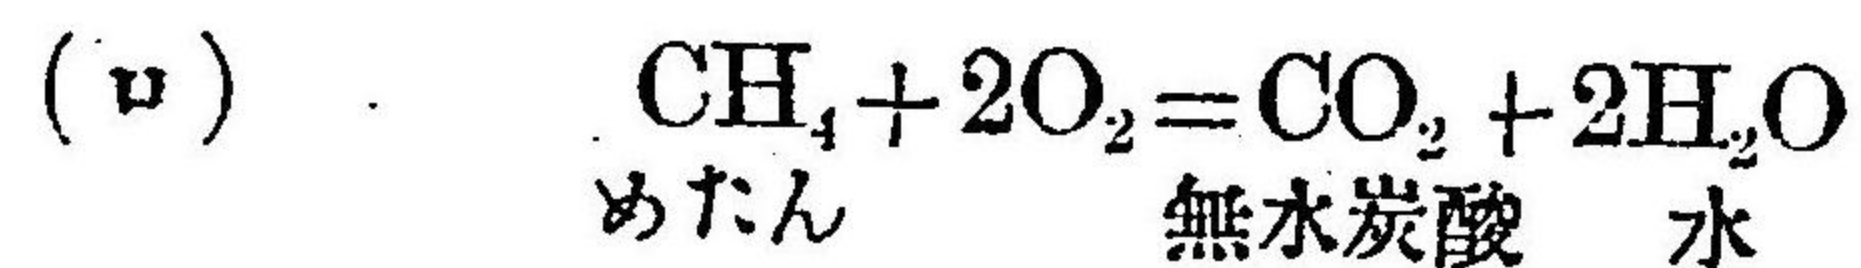 (ロ) CH₄+2O₂=CO₂+2H₂O
めたん 無水炭酸 水